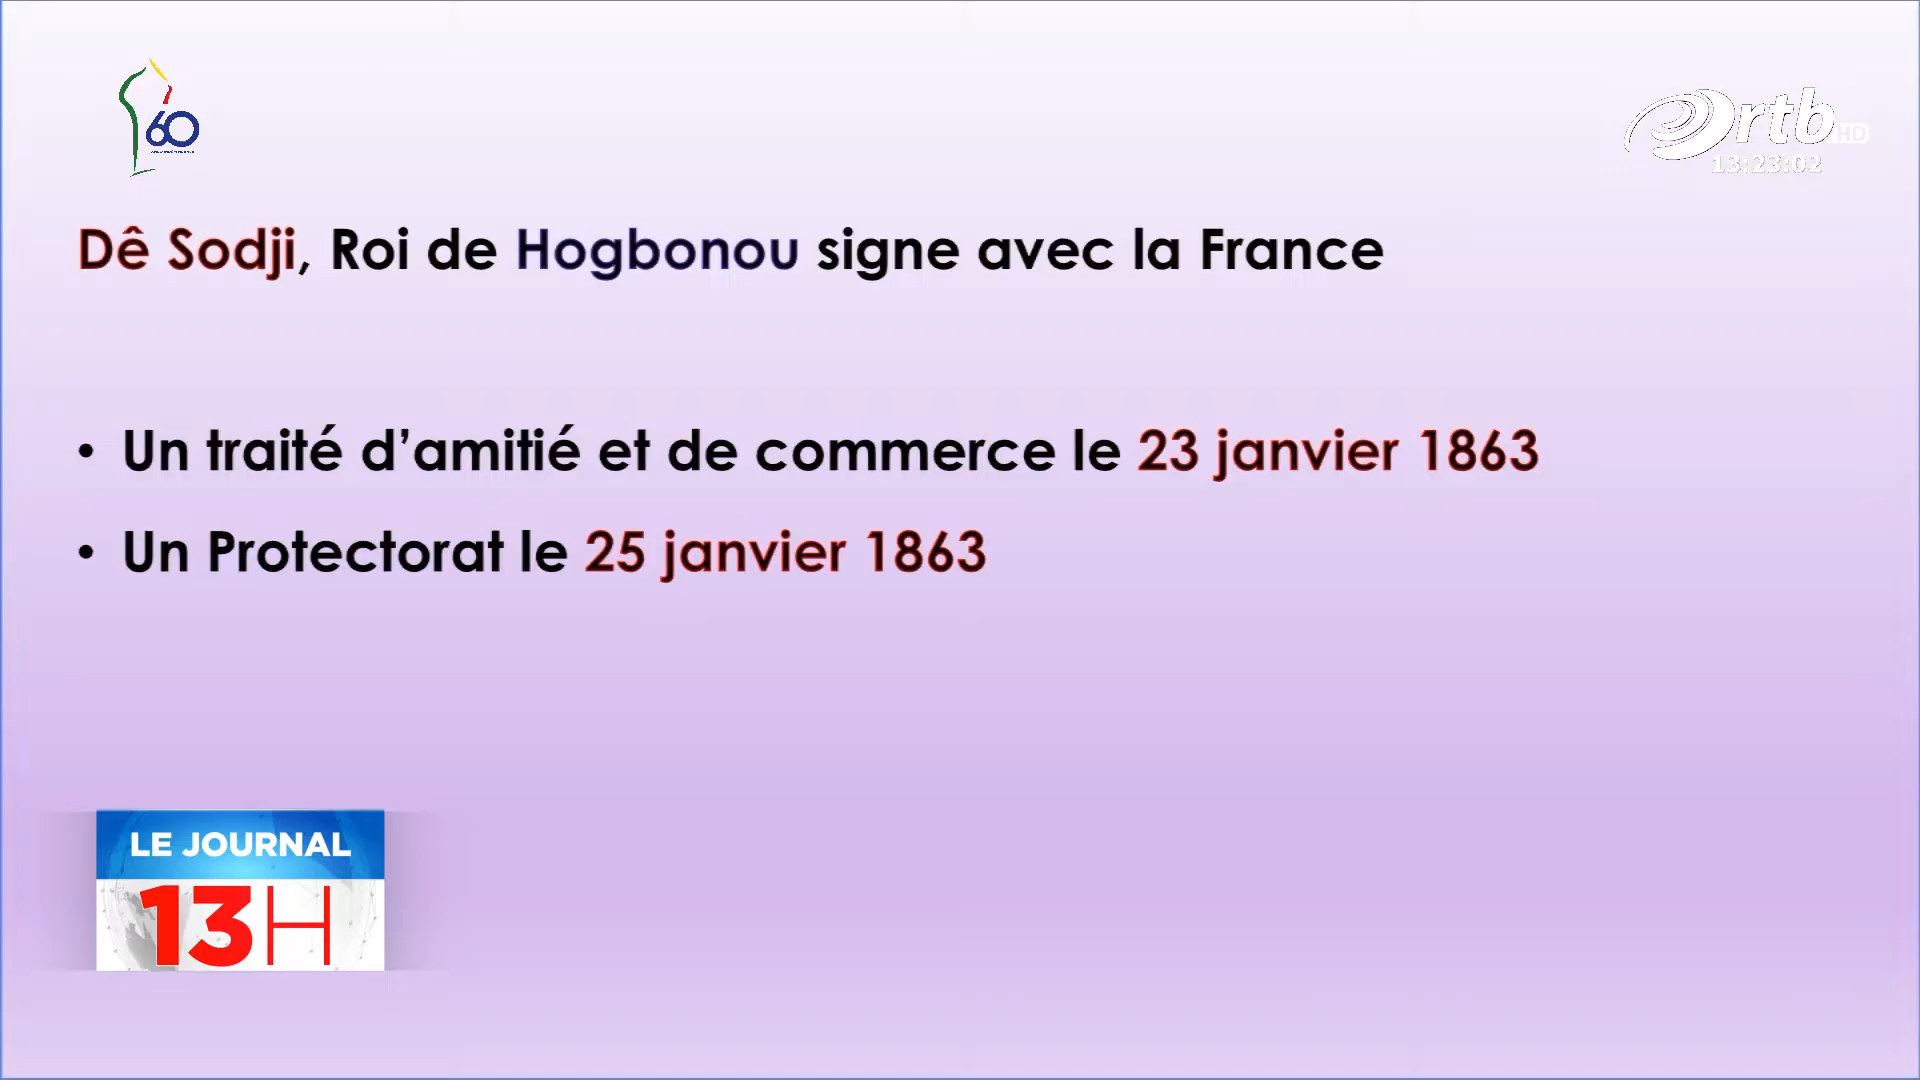 60
ortb HD
13:23:02
Dê Sodji, Roi de Hogbonou signe avec la France
• Un traité d’amitié et de commerce le 23 janvier 1863
• Un Protectorat le 25 janvier 1863
LE JOURNAL
13H